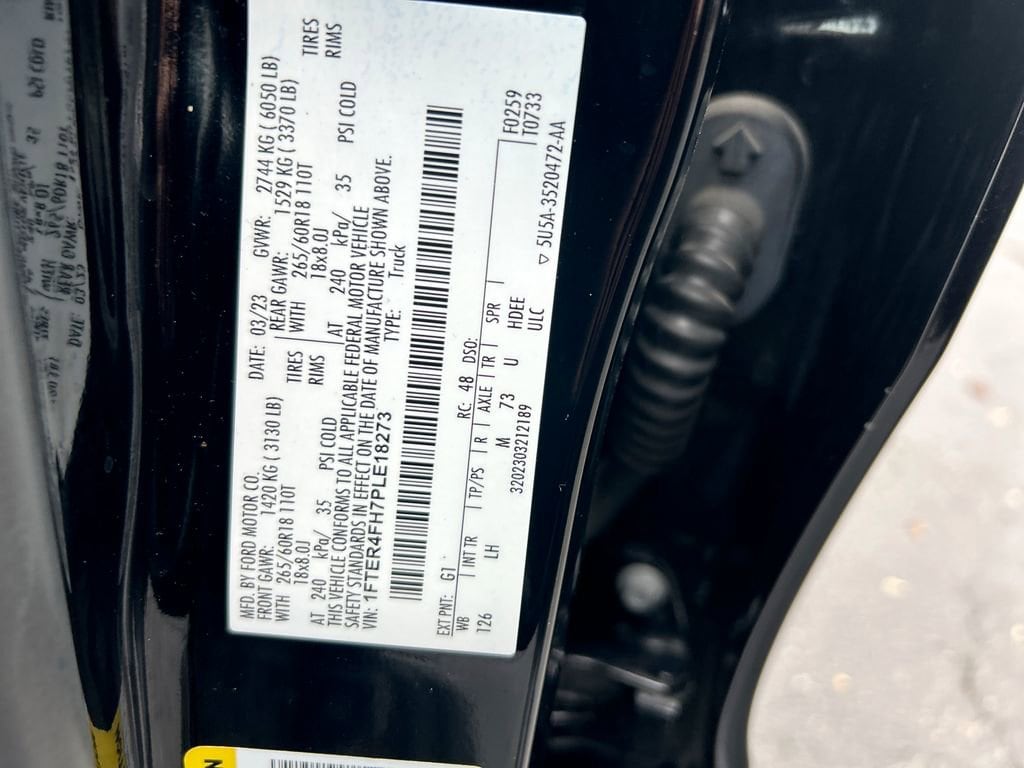 MFD. BY FORD MOTOR CO.
DATE: 03/23 GVWR: 2744 KG ( 6050 LB)
FRONT GAWR: 1420 KG ( 3130 LB) REAR GAWR: 1529 KG ( 3370 LB)
WITH 265/60R18 110T TIRES WITH 265/60R18 110T TIRES
18x8.0J RIMS 18x8.0J RIMS
AT 240 kPa/ 35 PSI COLD AT 240 kPa/ 35 PSI COLD
THIS VEHICLE CONFORMS TO ALL APPLICABLE FEDERAL MOTOR VEHICLE
SAFETY STANDARDS IN EFFECT ON THE DATE OF MANUFACTURE SHOWN ABOVE.
VIN: 1FTER4FH7PLE18273 TYPE: Truck
EXT PNT: G1 RC: 48 DSO: F0259
WB INT TR TP/PS R AXLE TR SPR T0733
126 LH M 73 U HDEE
3202303212189 ULC
▽ 5U5A-3520472-AA
N